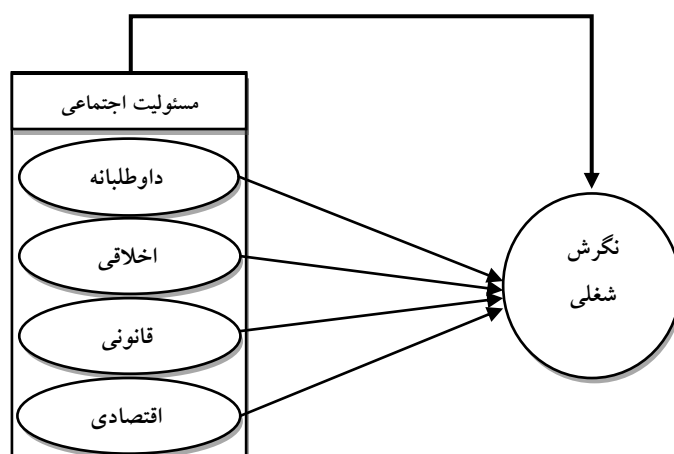 مسئولیت اجتماعی
داوطلبانه
اخلاقی
قانونی
اقتصادی
نگرش
شغلی